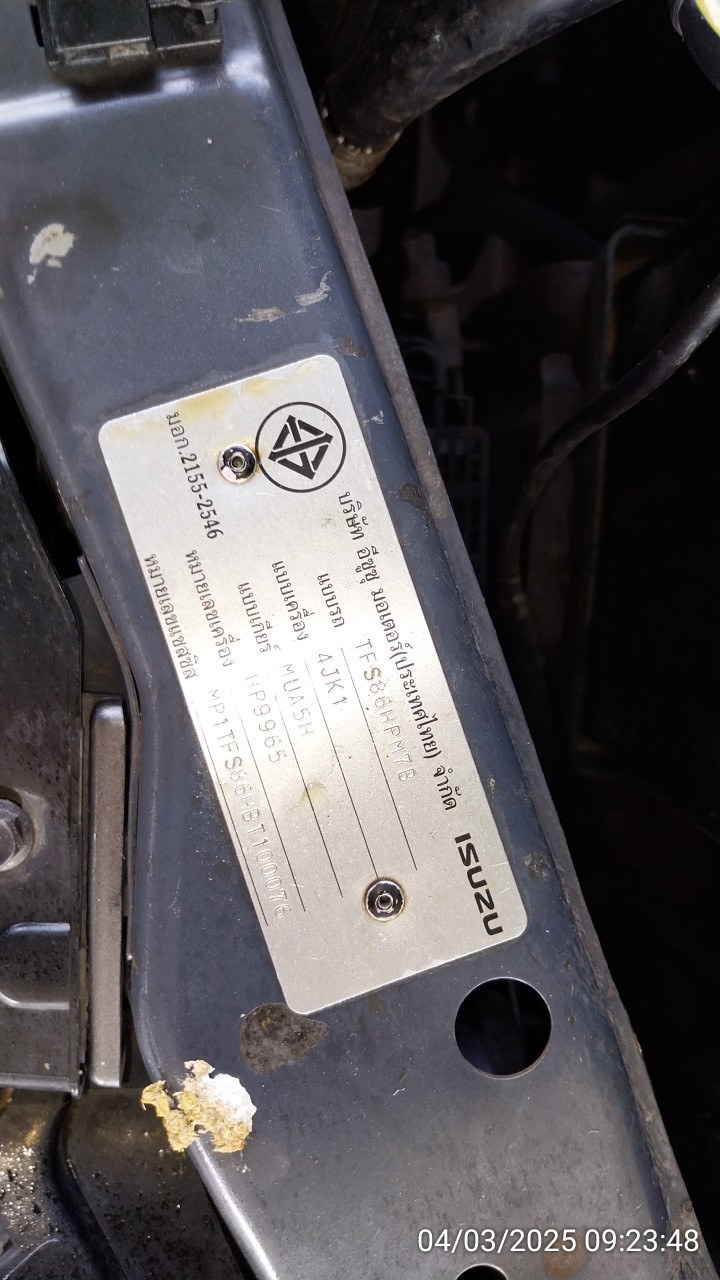 มอก.2155-2546
บริษัท อีซูซุ มอเตอร์(ประเทศไทย) จำกัด
ISUZU
แบบรถ TFS86HPM7B
แบบเครื่อง 4JK1
แบบเกียร์ MUA5H
หมายเลขเครื่อง HP9965
หมายเลขแชสซิส MP1TFS86HBT100076
04/03/2025 09:23:48